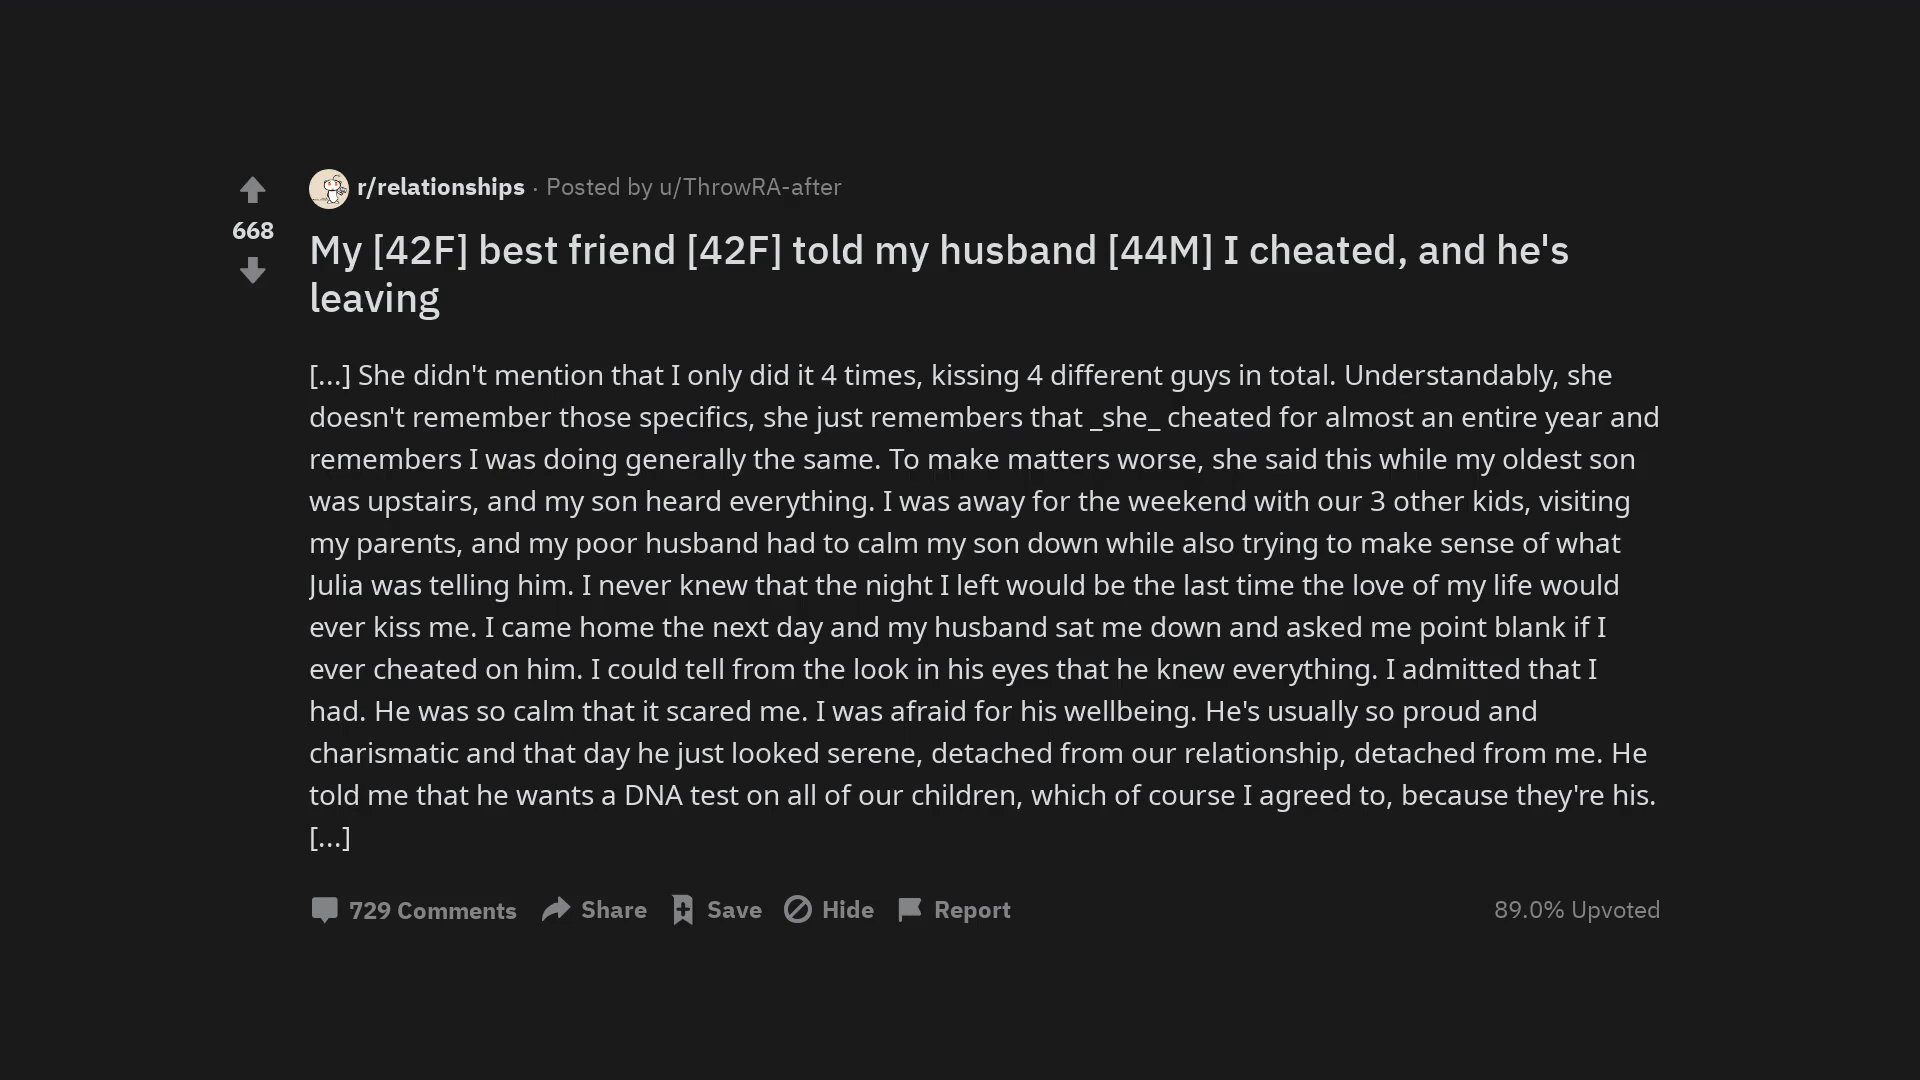 r/relationships · Posted by u/ThrowRA-after
668
My [42F] best friend [42F] told my husband [44M] I cheated, and he's
leaving
[...] She didn't mention that I only did it 4 times, kissing 4 different guys in total. Understandably, she
doesn't remember those specifics, she just remembers that _she_ cheated for almost an entire year and
remembers I was doing generally the same. To make matters worse, she said this while my oldest son
was upstairs, and my son heard everything. I was away for the weekend with our 3 other kids, visiting
my parents, and my poor husband had to calm my son down while also trying to make sense of what
Julia was telling him. I never knew that the night I left would be the last time the love of my life would
ever kiss me. I came home the next day and my husband sat me down and asked me point blank if I
ever cheated on him. I could tell from the look in his eyes that he knew everything. I admitted that I
had. He was so calm that it scared me. I was afraid for his wellbeing. He's usually so proud and
charismatic and that day he just looked serene, detached from our relationship, detached from me. He
told me that he wants a DNA test on all of our children, which of course I agreed to, because they're his.
[...]
729 Comments Share Save Hide Report 89.0% Upvoted